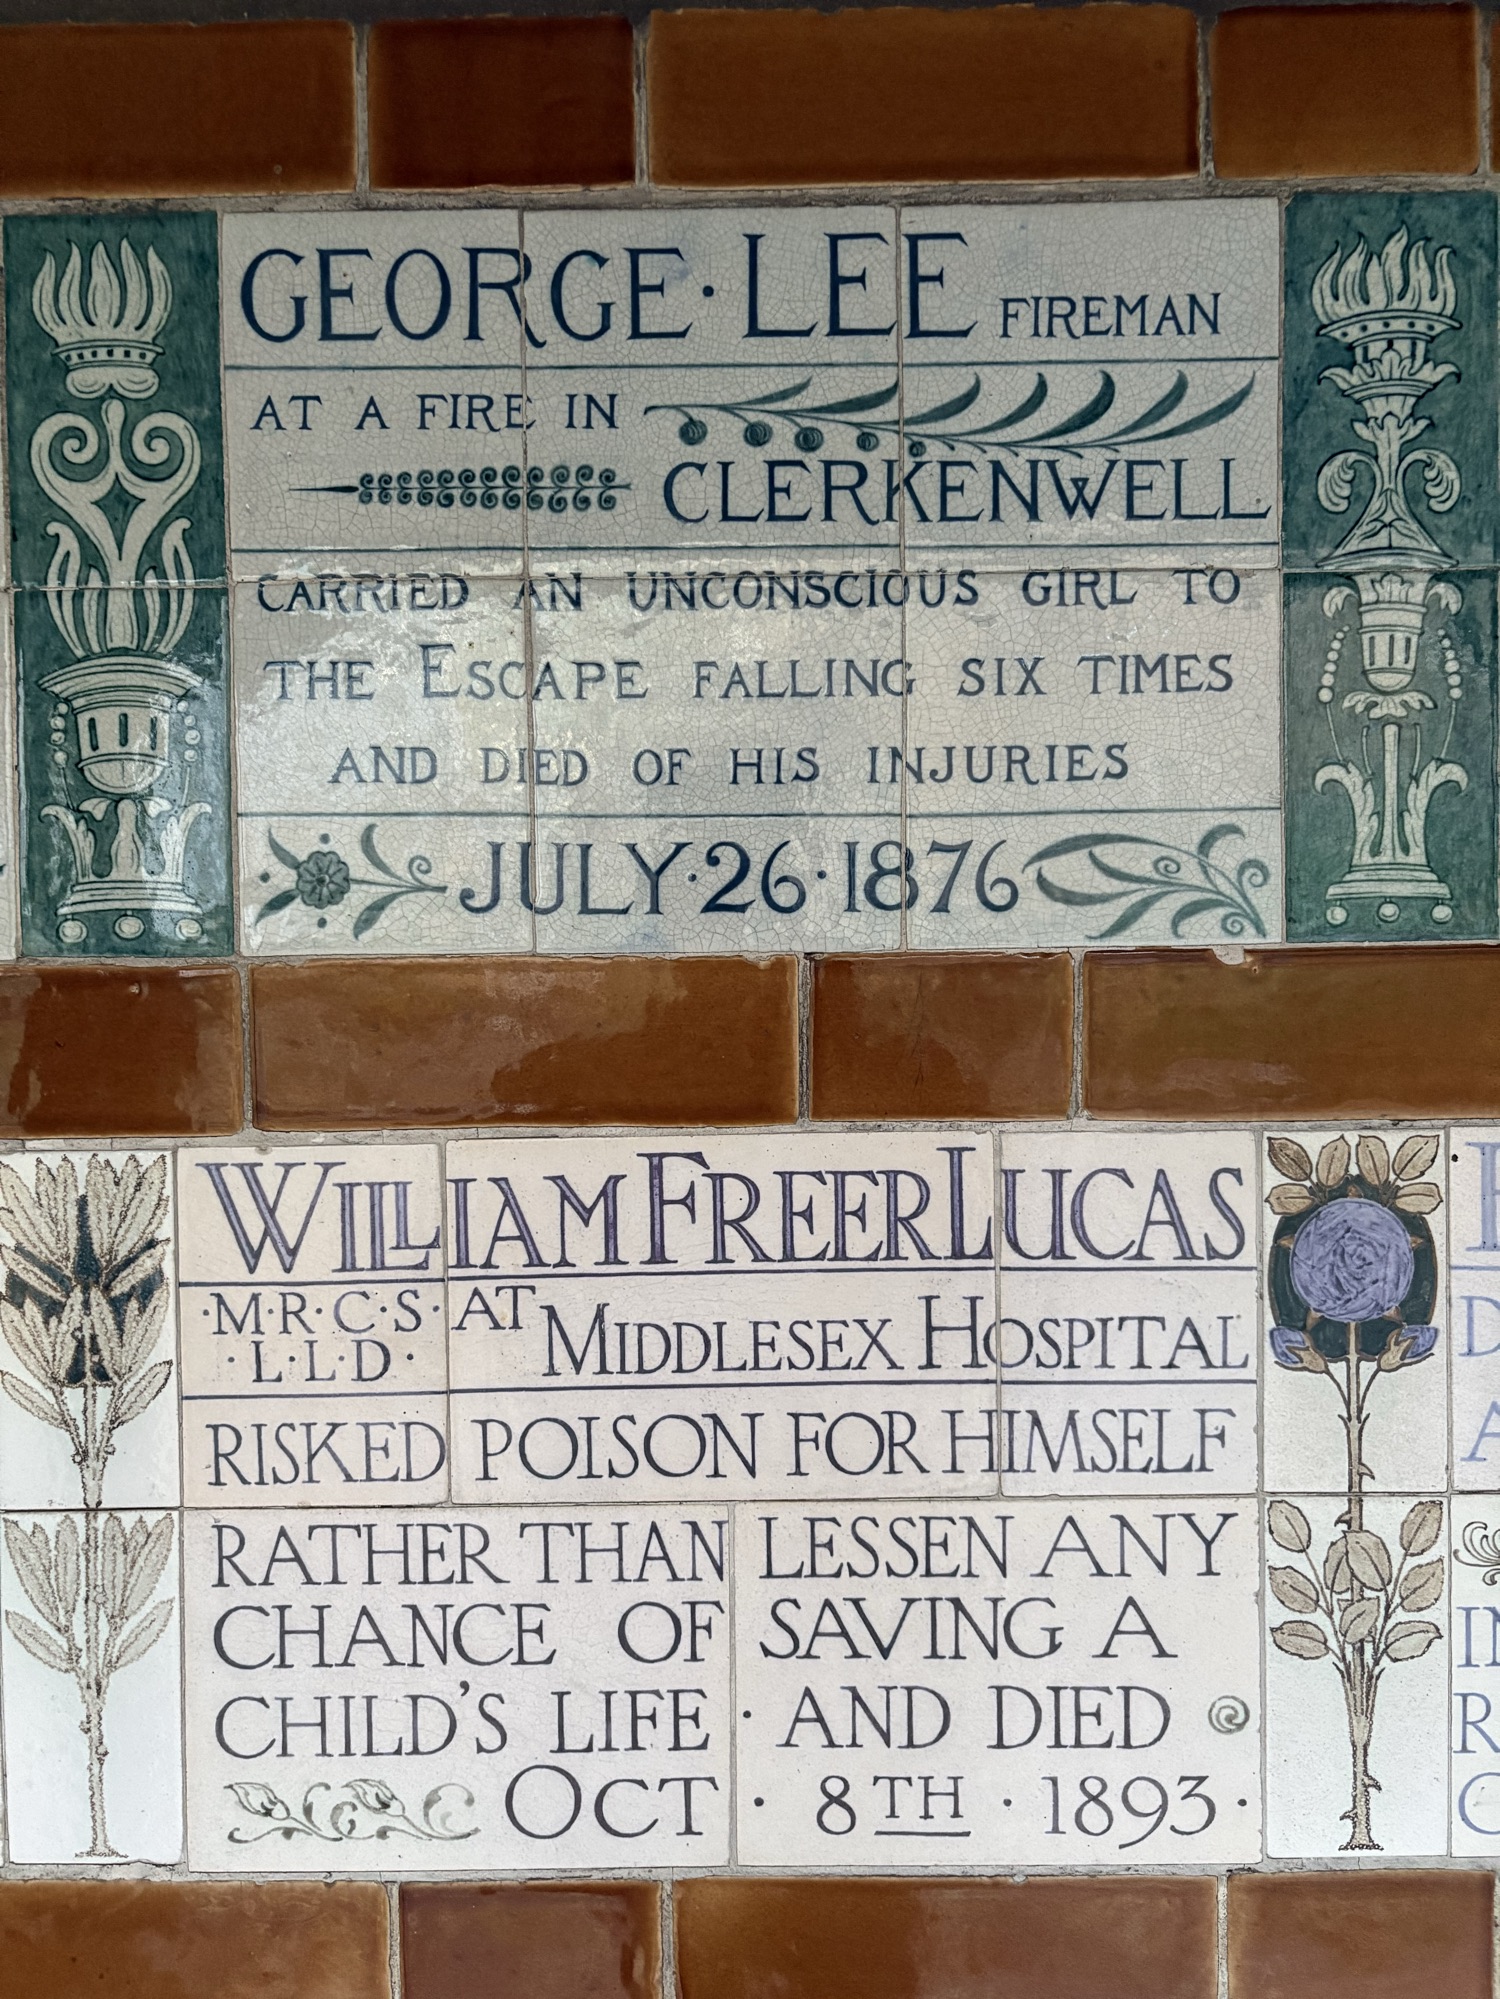 GEORGE · LEE FIREMAN
AT A FIRE IN
CLERKENWELL
CARRIED AN UNCONSCIOUS GIRL TO
THE ESCAPE FALLING SIX TIMES
AND DIED OF HIS INJURIES
JULY · 26 · 1876
WILLIAM FREER LUCAS
· M · R · C · S · AT MIDDLESEX HOSPITAL
· L · L · D ·
RISKED POISON FOR HIMSELF
RATHER THAN LESSEN ANY
CHANCE OF SAVING A
CHILD'S LIFE · AND DIED
OCT · 8TH · 1893 ·